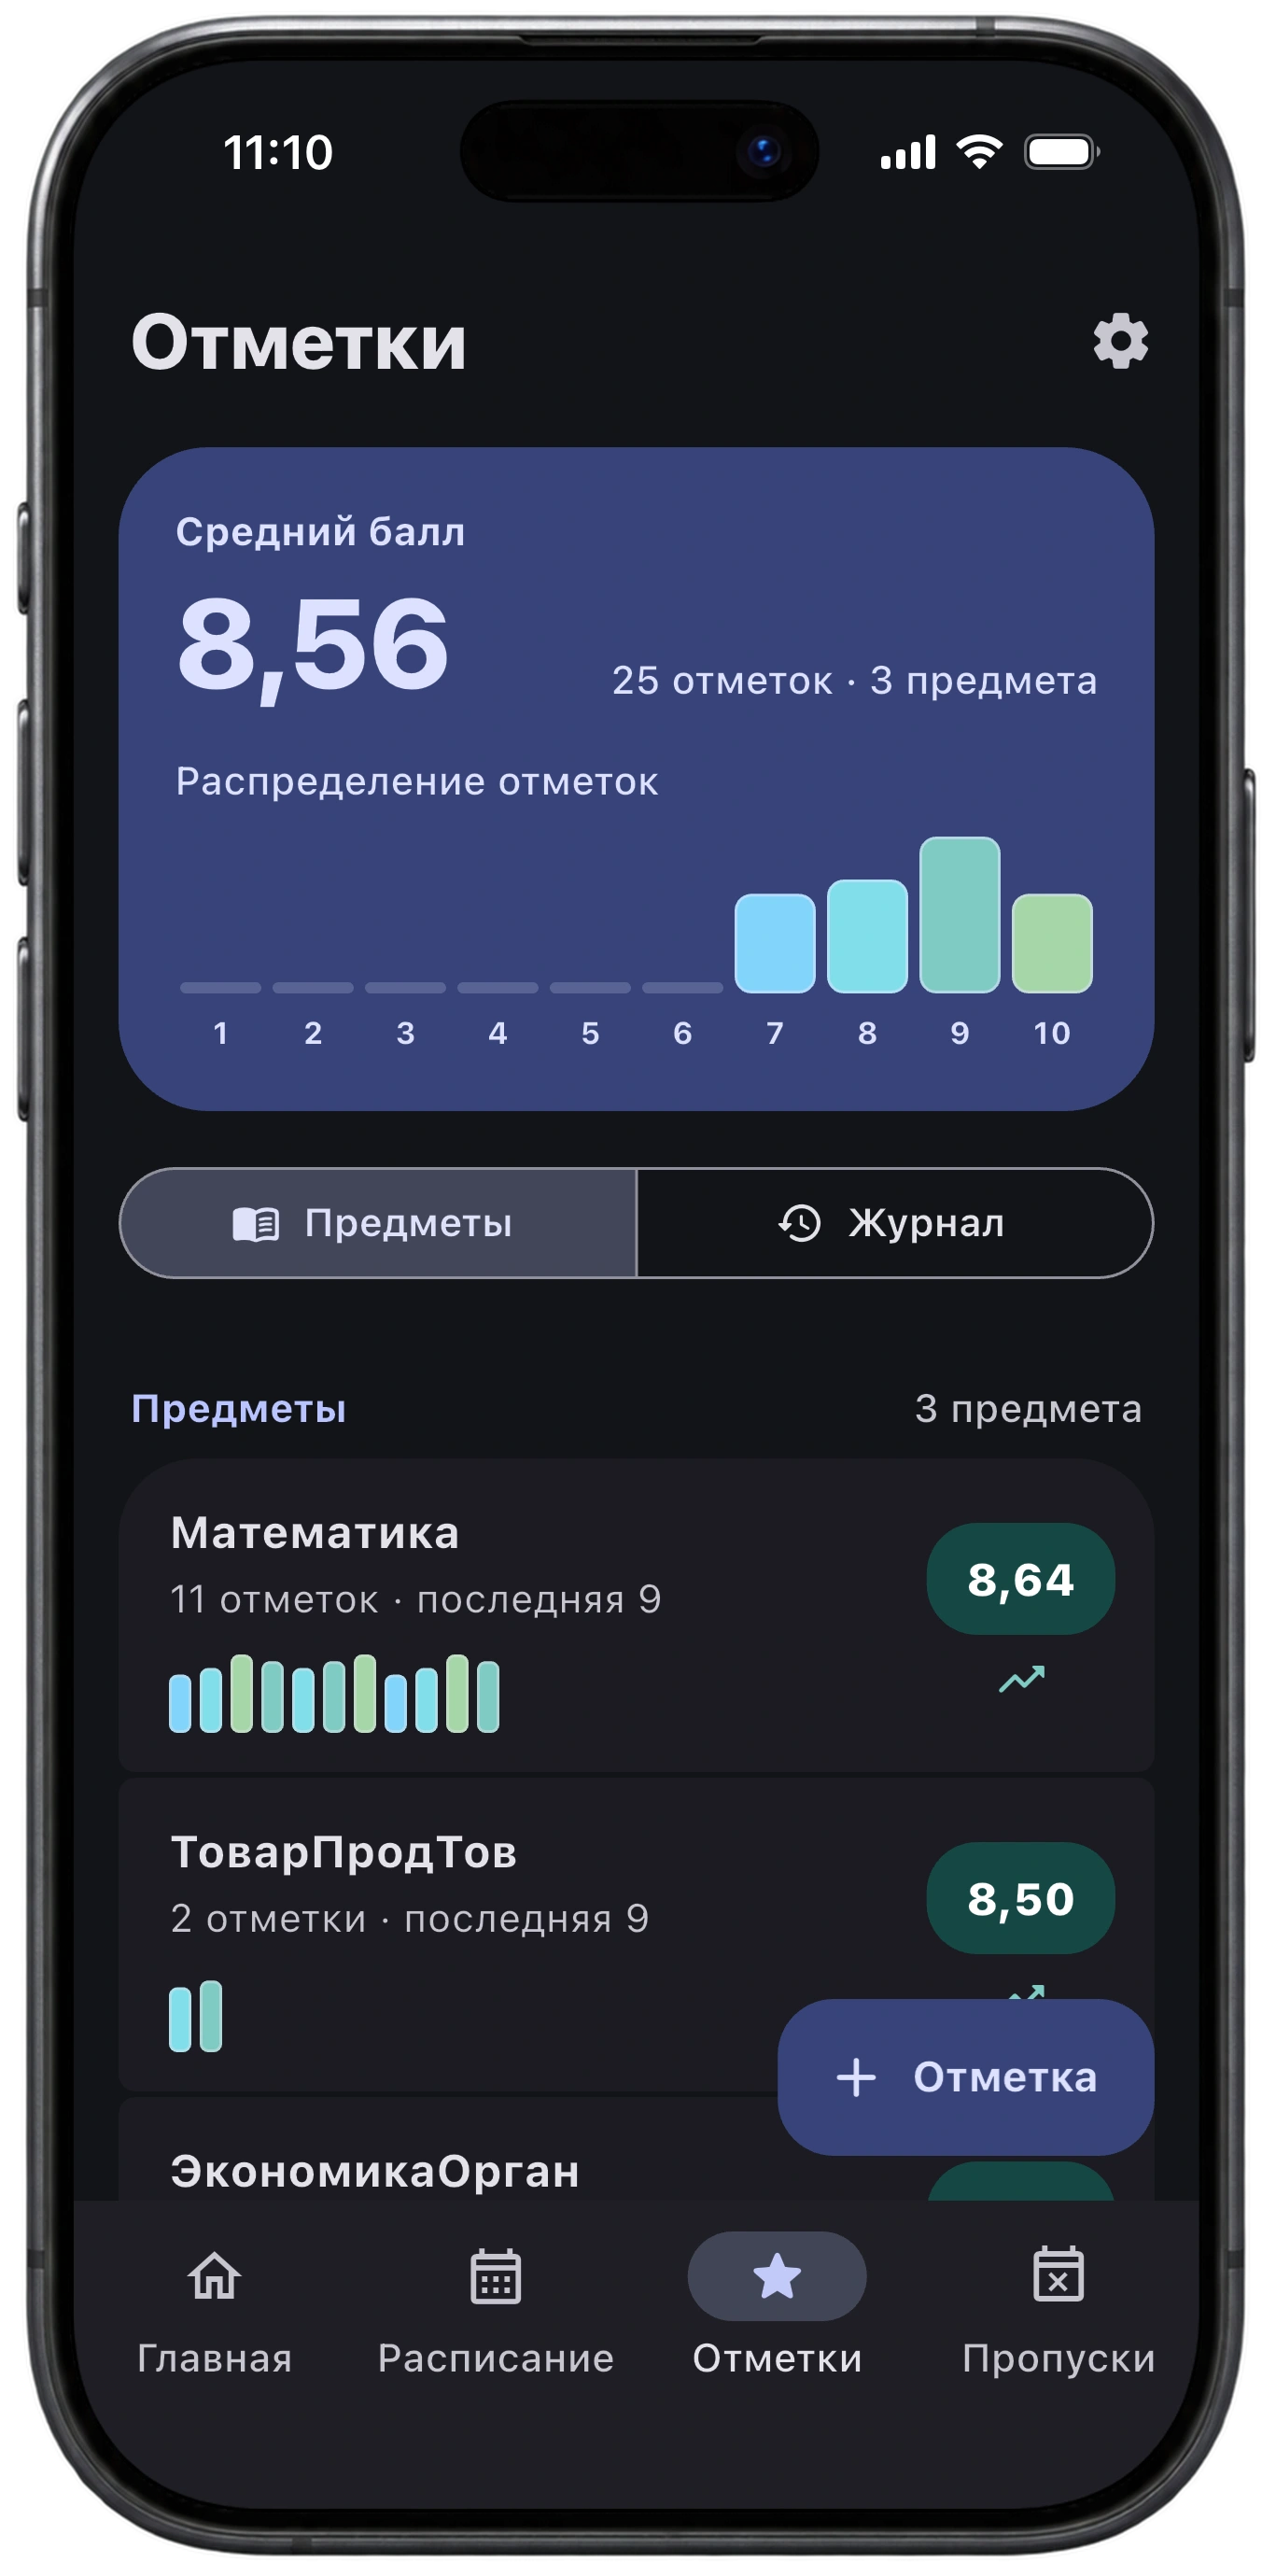 11:10
Отметки
Средний балл
8,56
25 отметок · 3 предмета
Распределение отметок
1 2 3 4 5 6 7 8 9 10
Предметы
Журнал
Предметы
3 предмета
Математика
11 отметок · последняя 9
8,64
ТоварПродТов
2 отметки · последняя 9
8,50
+ Отметка
ЭкономикаОрган
Главная
Расписание
Отметки
Пропуски